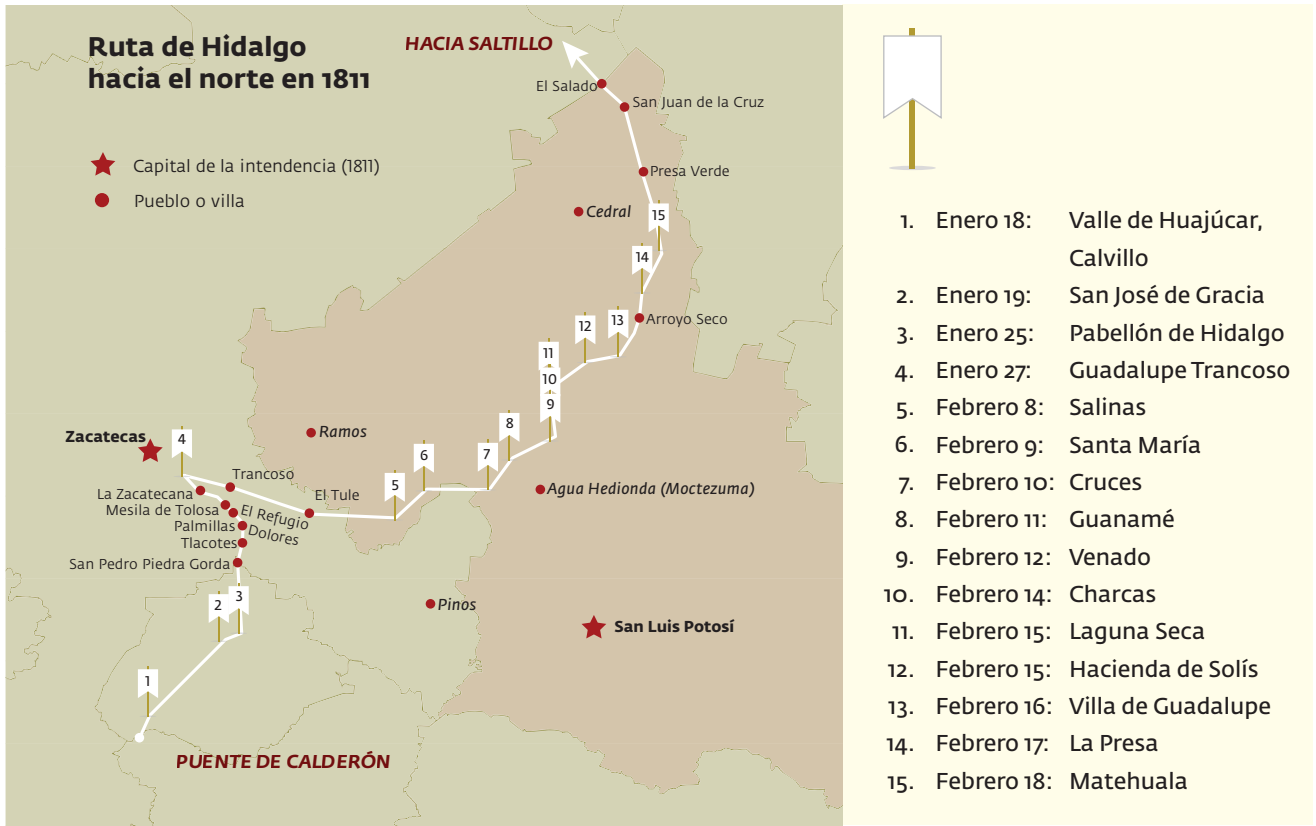 Ruta de Hidalgo
hacia el norte en 1811
HACIA SALTILLO
Capital de la intendencia (1811)
Pueblo o villa
El Salado
San Juan de la Cruz
Presa Verde
Cedral
15
14
Arroyo Seco
13
12
11
10
9
8
7
6
5
4
Zacatecas
Ramos
Trancoso
La Zacatecana
El Tule
Mesila de Tolosa
El Refugio
Palmillas
Dolores
Tlacotes
San Pedro Piedra Gorda
Agua Hedionda (Moctezuma)
3
2
Pinos
San Luis Potosí
1
PUENTE DE CALDERÓN
1. Enero 18: Valle de Huajúcar,
Calvillo
2. Enero 19: San José de Gracia
3. Enero 25: Pabellón de Hidalgo
4. Enero 27: Guadalupe Trancoso
5. Febrero 8: Salinas
6. Febrero 9: Santa María
7. Febrero 10: Cruces
8. Febrero 11: Guanamé
9. Febrero 12: Venado
10. Febrero 14: Charcas
11. Febrero 15: Laguna Seca
12. Febrero 15: Hacienda de Solís
13. Febrero 16: Villa de Guadalupe
14. Febrero 17: La Presa
15. Febrero 18: Matehuala